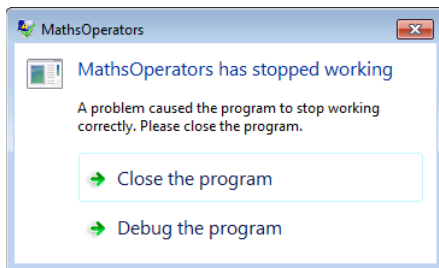 MathsOperators
MathsOperators has stopped working
A problem caused the program to stop working
correctly. Please close the program.
Close the program
Debug the program